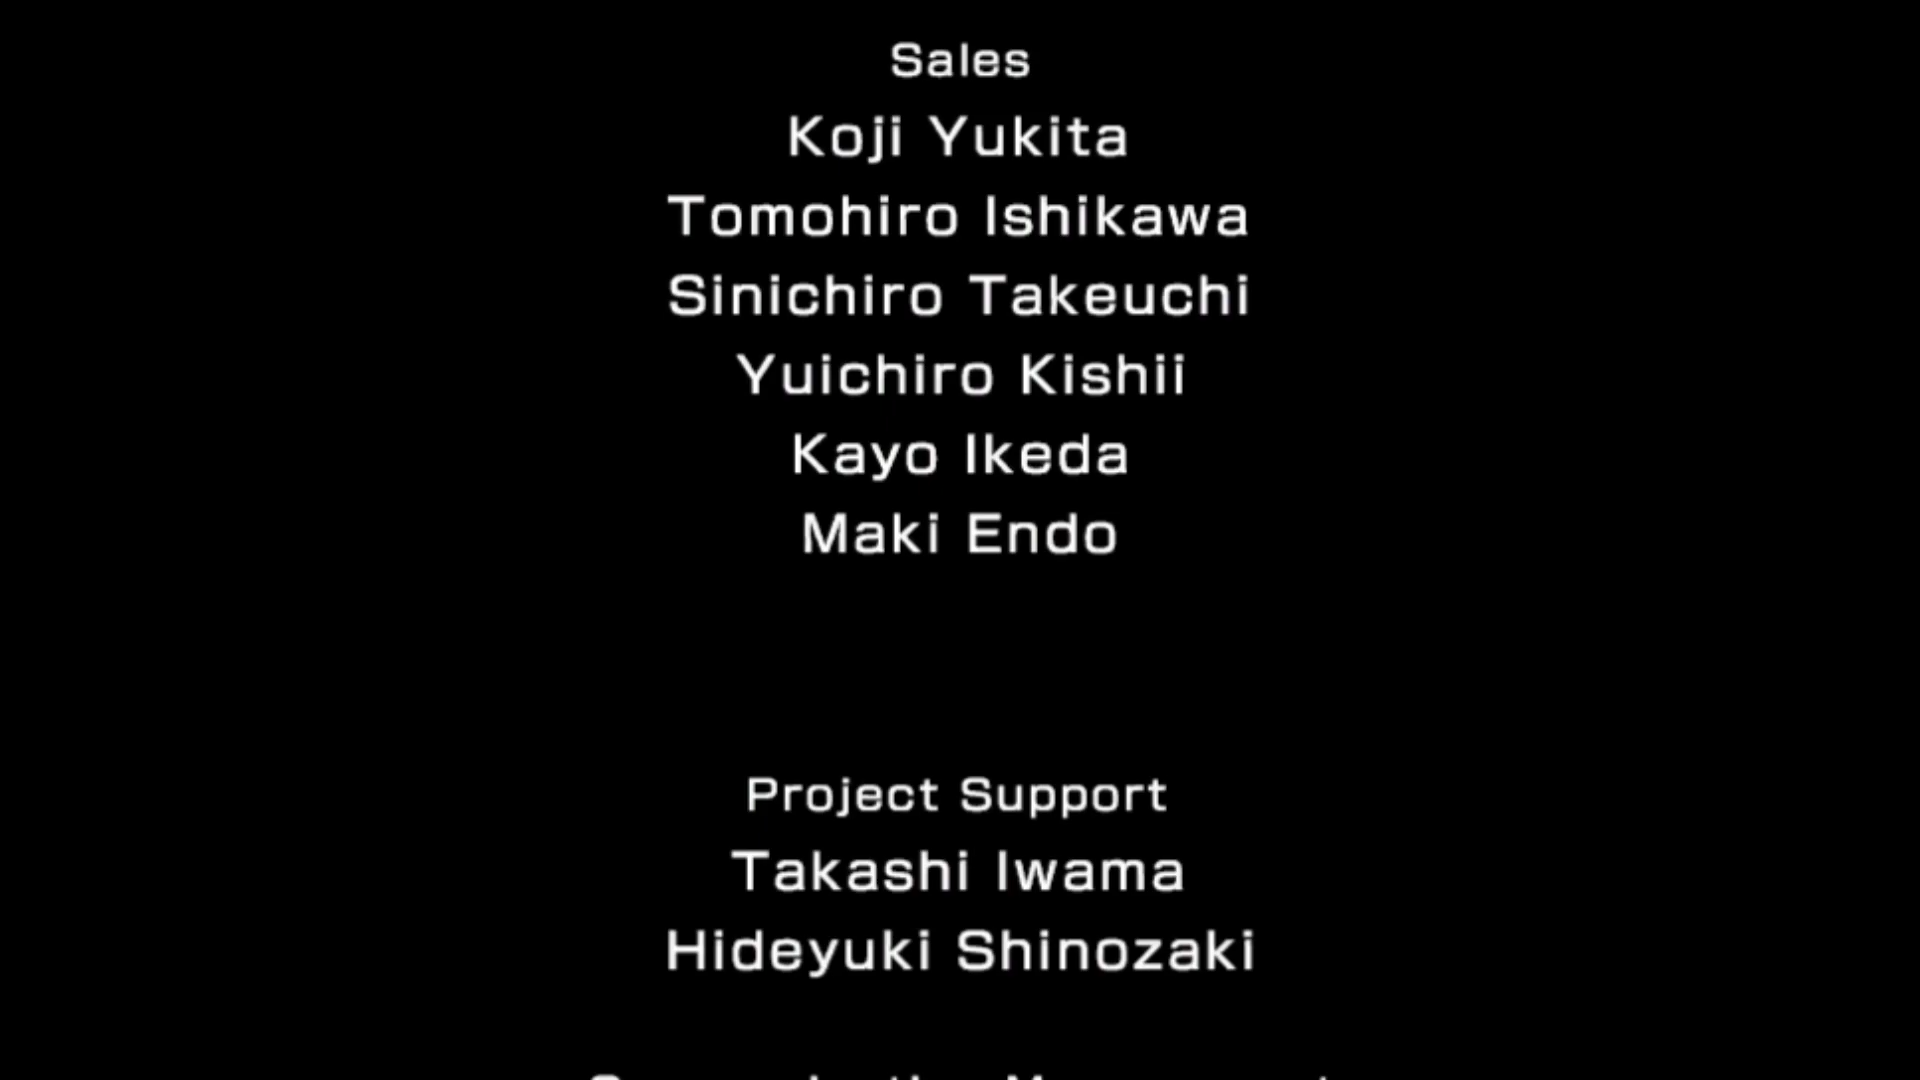 Sales
Koji Yukita
Tomohiro Ishikawa
Sinichiro Takeuchi
Yuichiro Kishii
Kayo Ikeda
Maki Endo
Project Support
Takashi Iwama
Hideyuki Shinozaki